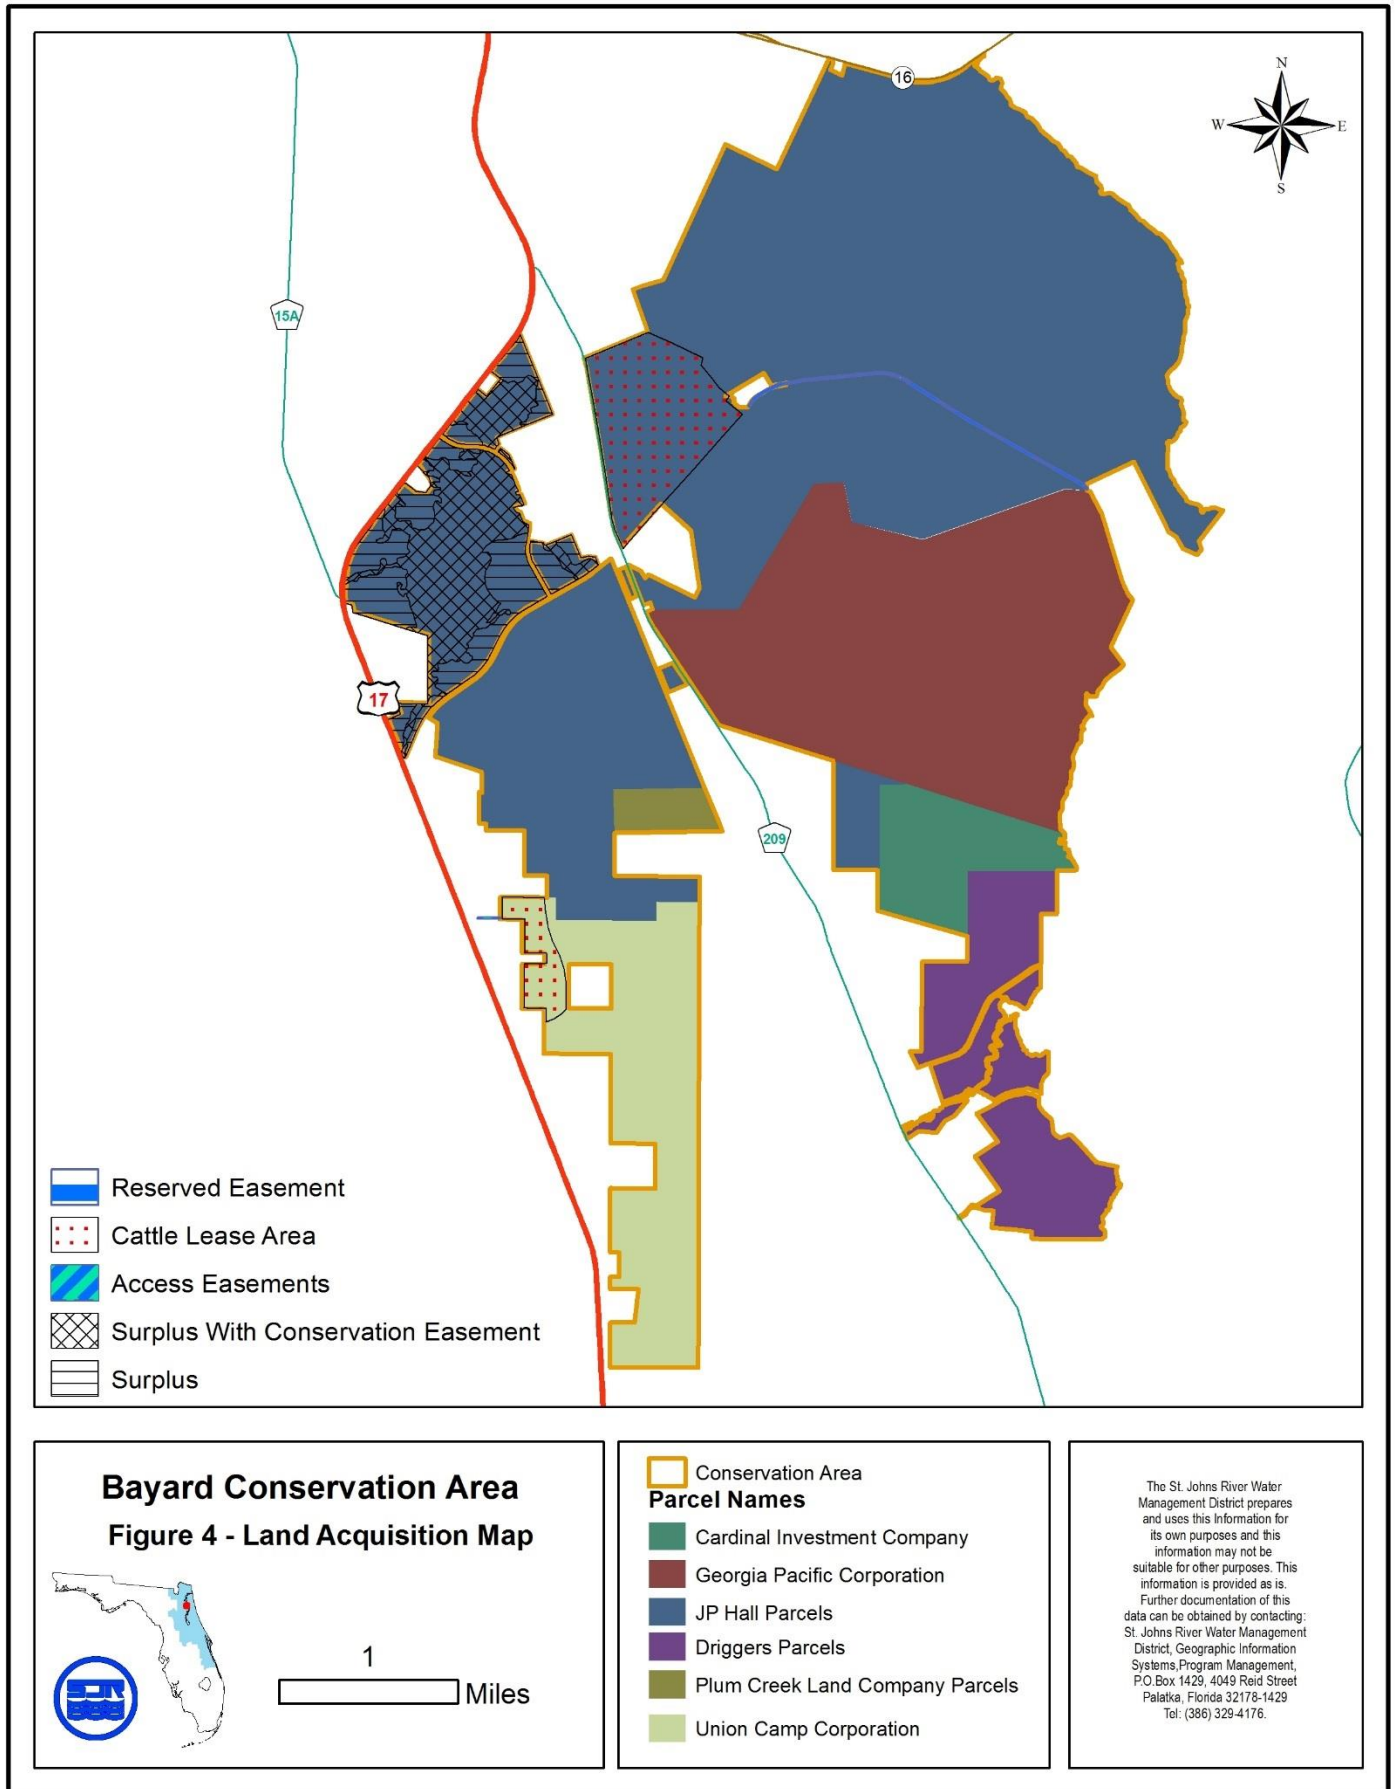 16
N
W
E
S
15A
17
209
Reserved Easement
Cattle Lease Area
Access Easements
Surplus With Conservation Easement
Surplus
Bayard Conservation Area
Figure 4 - Land Acquisition Map
1
Miles
SJR
Conservation Area
Parcel Names
Cardinal Investment Company
Georgia Pacific Corporation
JP Hall Parcels
Driggers Parcels
Plum Creek Land Company Parcels
Union Camp Corporation
The St. Johns River Water
Management District prepares
and uses this Information for
its own purposes and this
information may not be
suitable for other purposes. This
information is provided as is.
Further documentation of this
data can be obtained by contacting:
St. Johns River Water Management
District, Geographic Information
Systems,Program Management,
P.O.Box 1429, 4049 Reid Street
Palatka, Florida 32178-1429
Tel: (386) 329-4176.